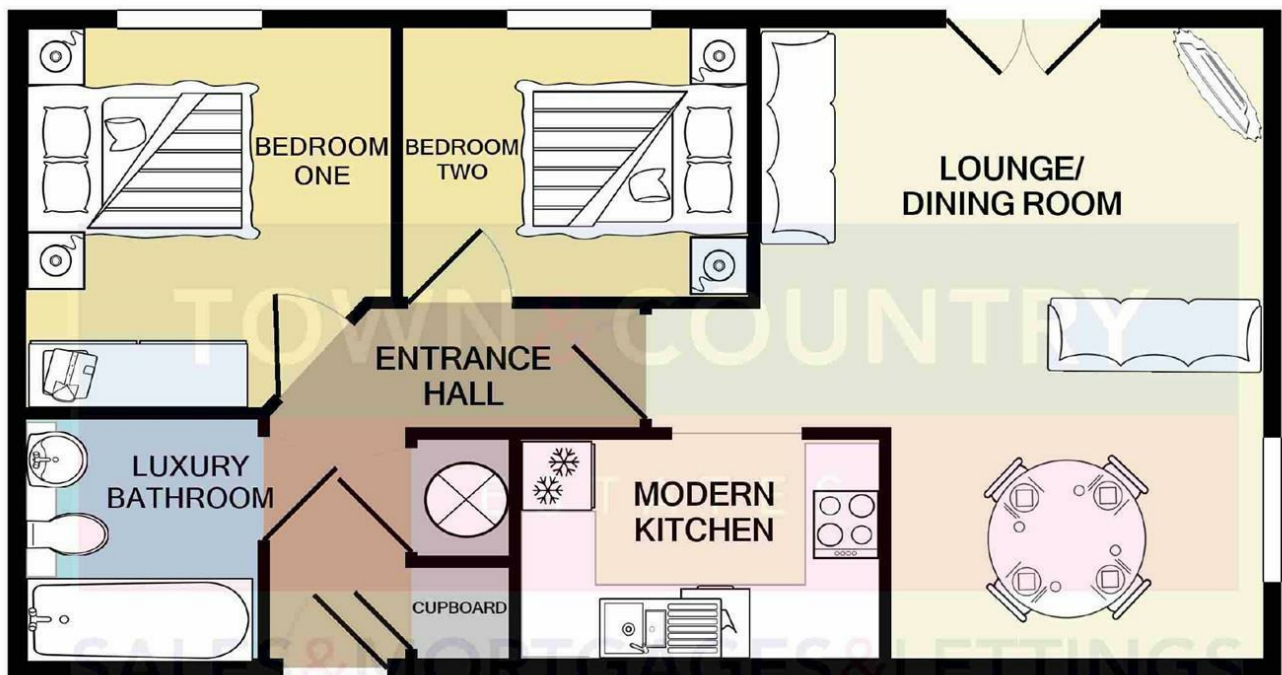 BEDROOM
ONE
BEDROOM
TWO
LOUNGE/
DINING ROOM
TOWN & COUNTRY
ENTRANCE
HALL
LUXURY
BATHROOM
MODERN
KITCHEN
CUPBOARD
SALES & MORTGAGES & LETTINGS